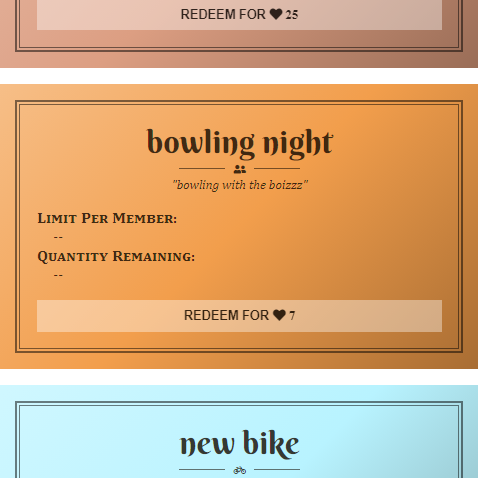 REDEEM FOR ♥ 25
bowling night
"bowling with the boizzz"
Limit Per Member:
--
Quantity Remaining:
--
REDEEM FOR ♥ 7
new bike